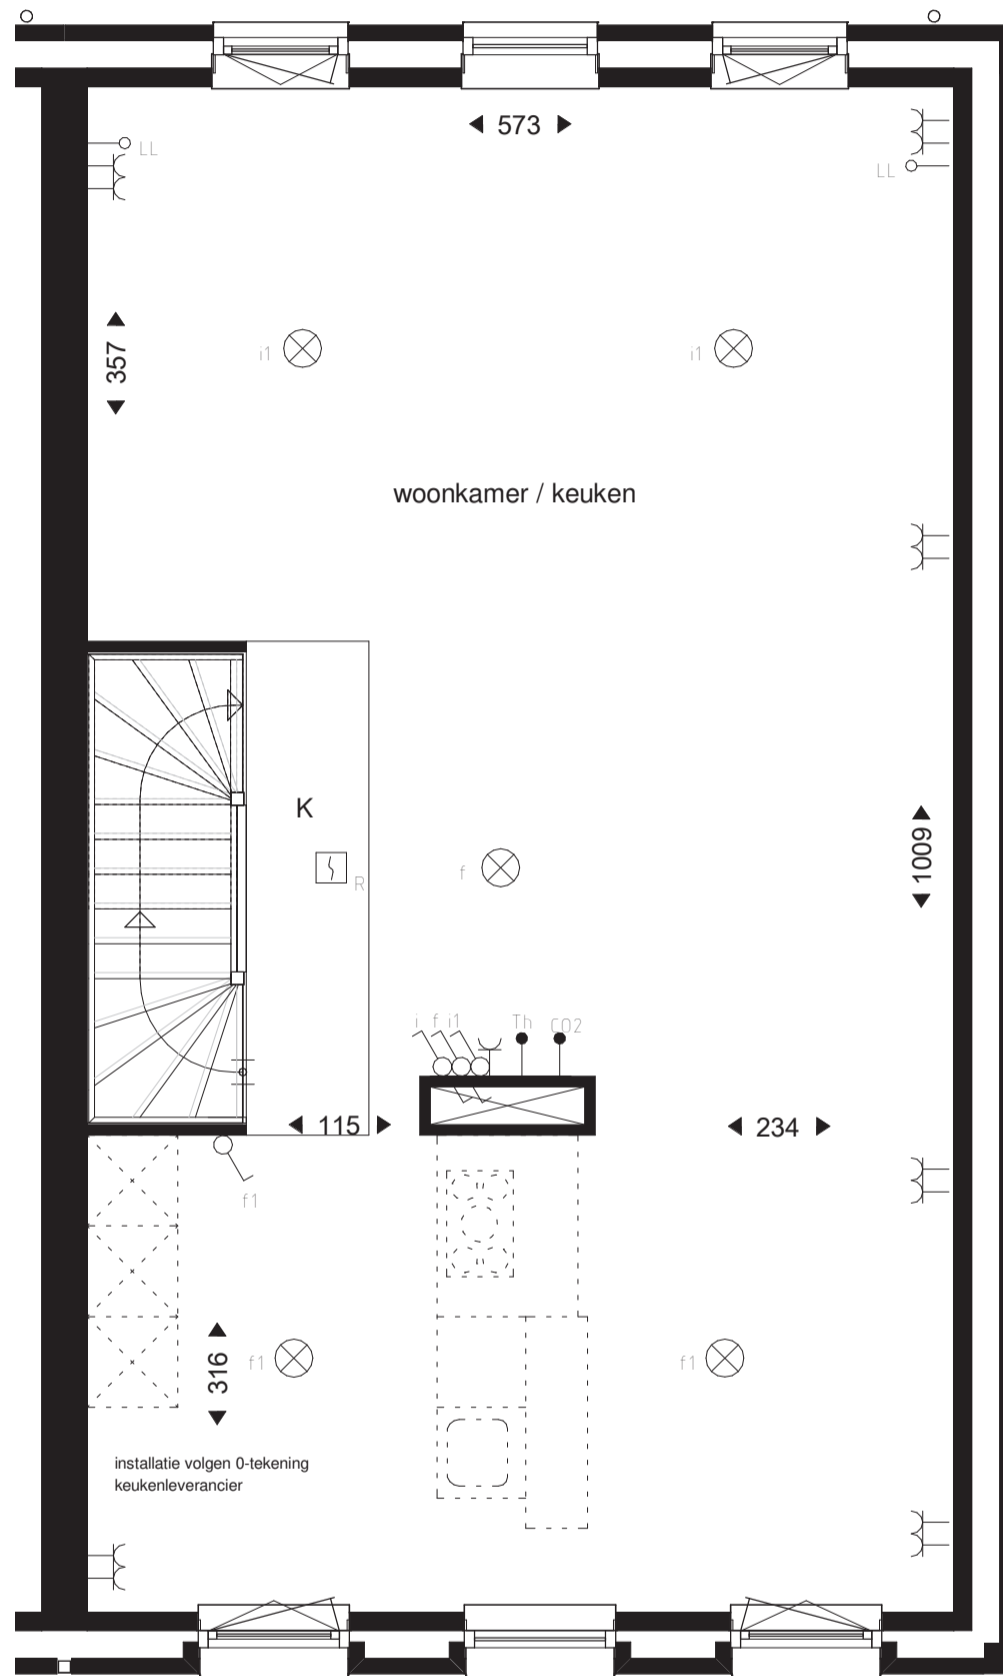 573
LL
LL
357
i1
i1
woonkamer / keuken
K
R
f
1009
i f i1
Th
CO2
115
234
f1
316
f1
f1
installatie volgen 0-tekening
keukenleverancier